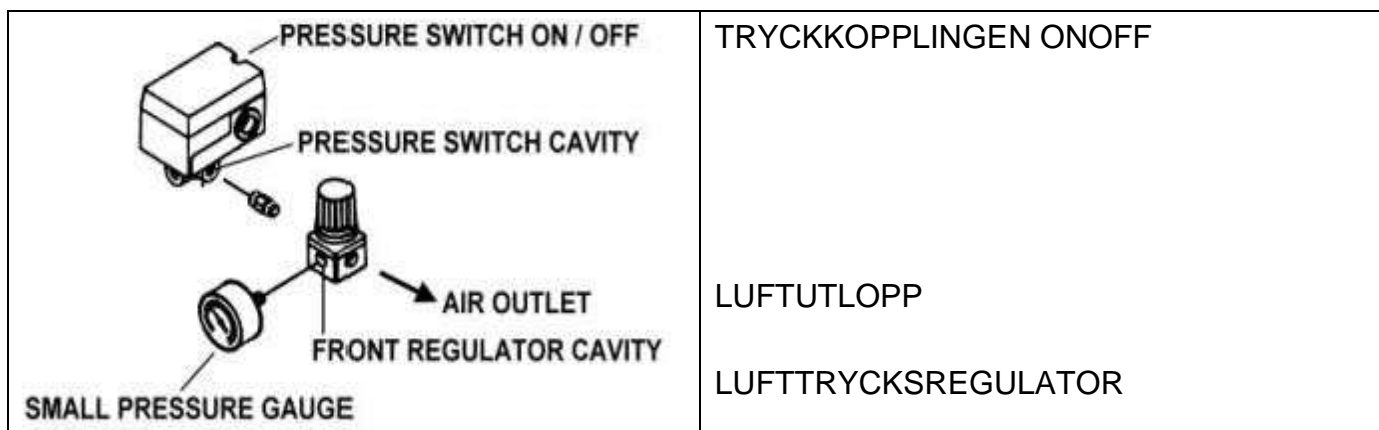 PRESSURE SWITCH ON / OFF
PRESSURE SWITCH CAVITY
AIR OUTLET
FRONT REGULATOR CAVITY
SMALL PRESSURE GAUGE
TRYCKKOPPLINGEN ONOFF
LUFTUTLOPP
LUFTTRYCKSREGULATOR